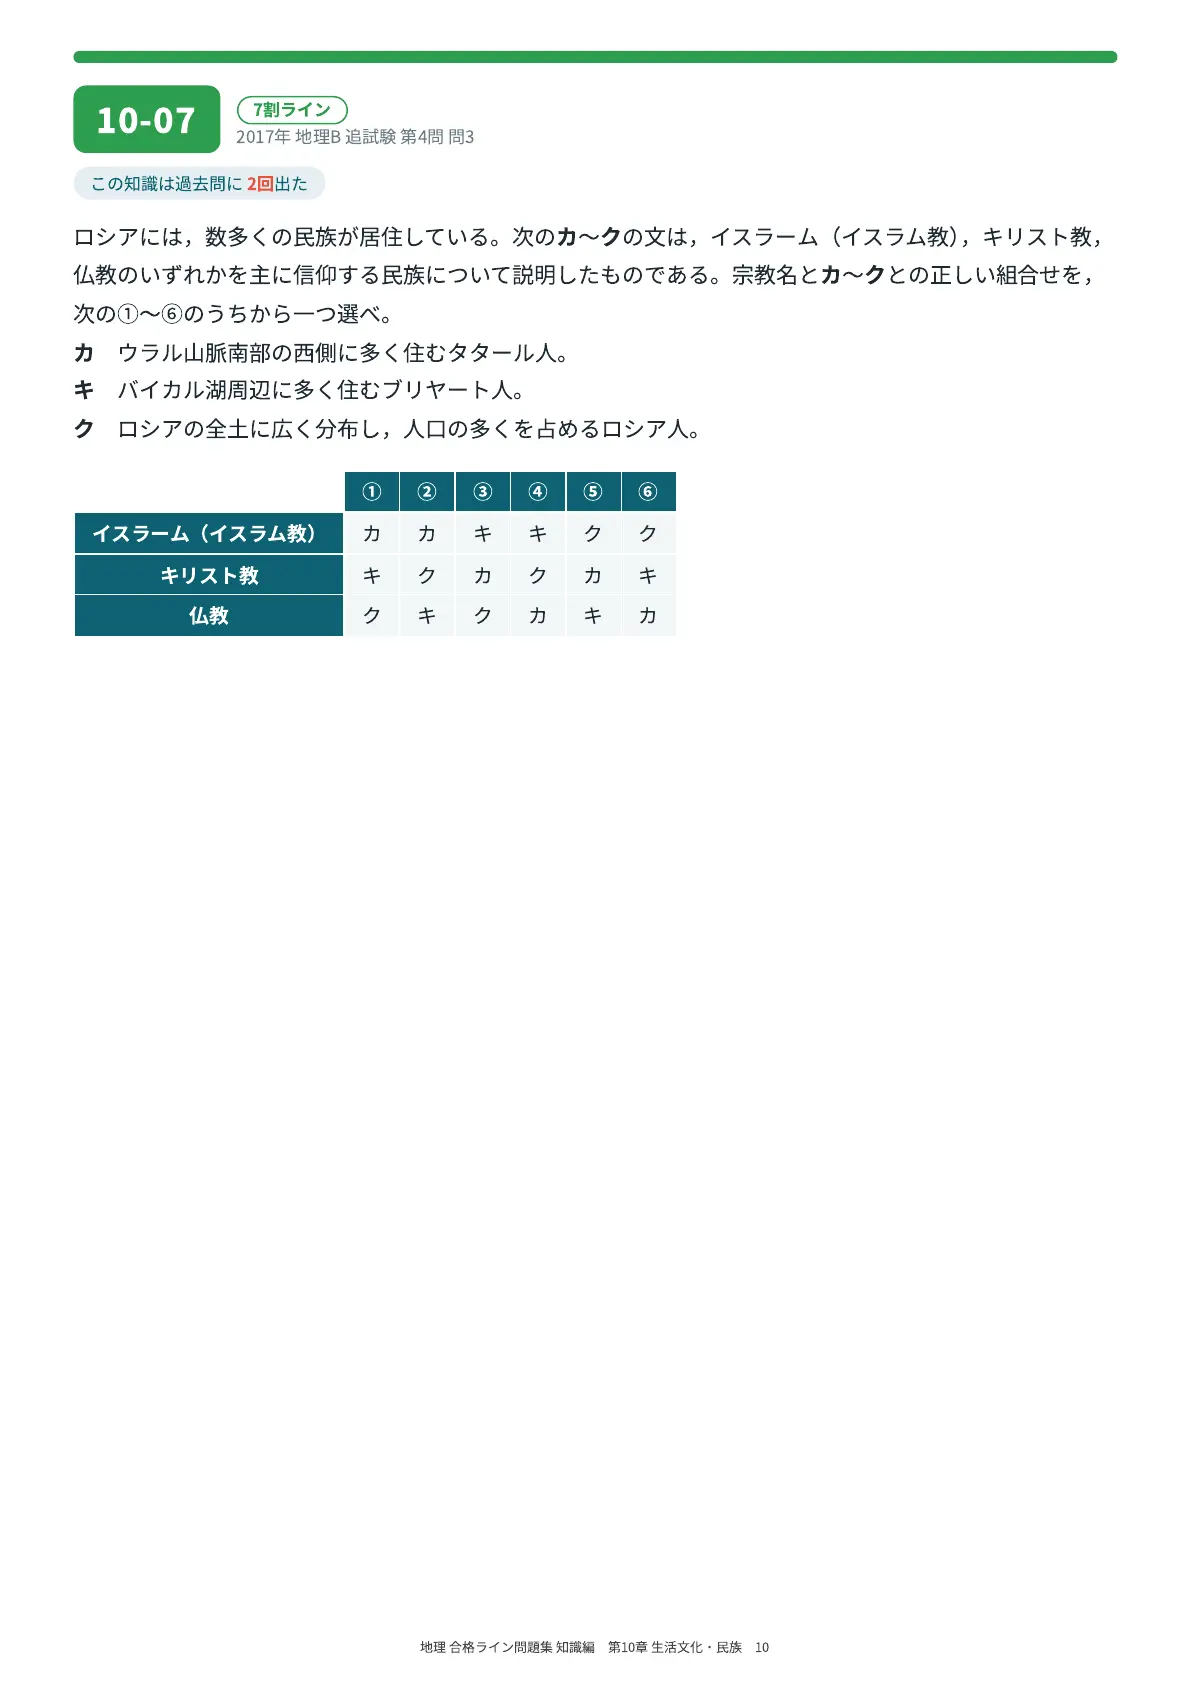 10-07
7割ライン
2017年 地理B 追試験 第4問 問3
この知識は過去問に 2回出た
ロシアには，数多くの民族が居住している。次のカ～クの文は，イスラーム（イスラム教），キリスト教，
仏教のいずれかを主に信仰する民族について説明したものである。宗教名とカ～クとの正しい組合せを，
次の①～⑥のうちから一つ選べ。
カ　ウラル山脈南部の西側に多く住むタタール人。
キ　バイカル湖周辺に多く住むブリヤート人。
ク　ロシアの全土に広く分布し，人口の多くを占めるロシア人。
① ② ③ ④ ⑤ ⑥
イスラーム（イスラム教） カ カ キ キ ク ク
キリスト教 キ ク カ ク カ キ
仏教 ク キ ク カ キ カ
地理 合格ライン問題集 知識編　第10章 生活文化・民族　10